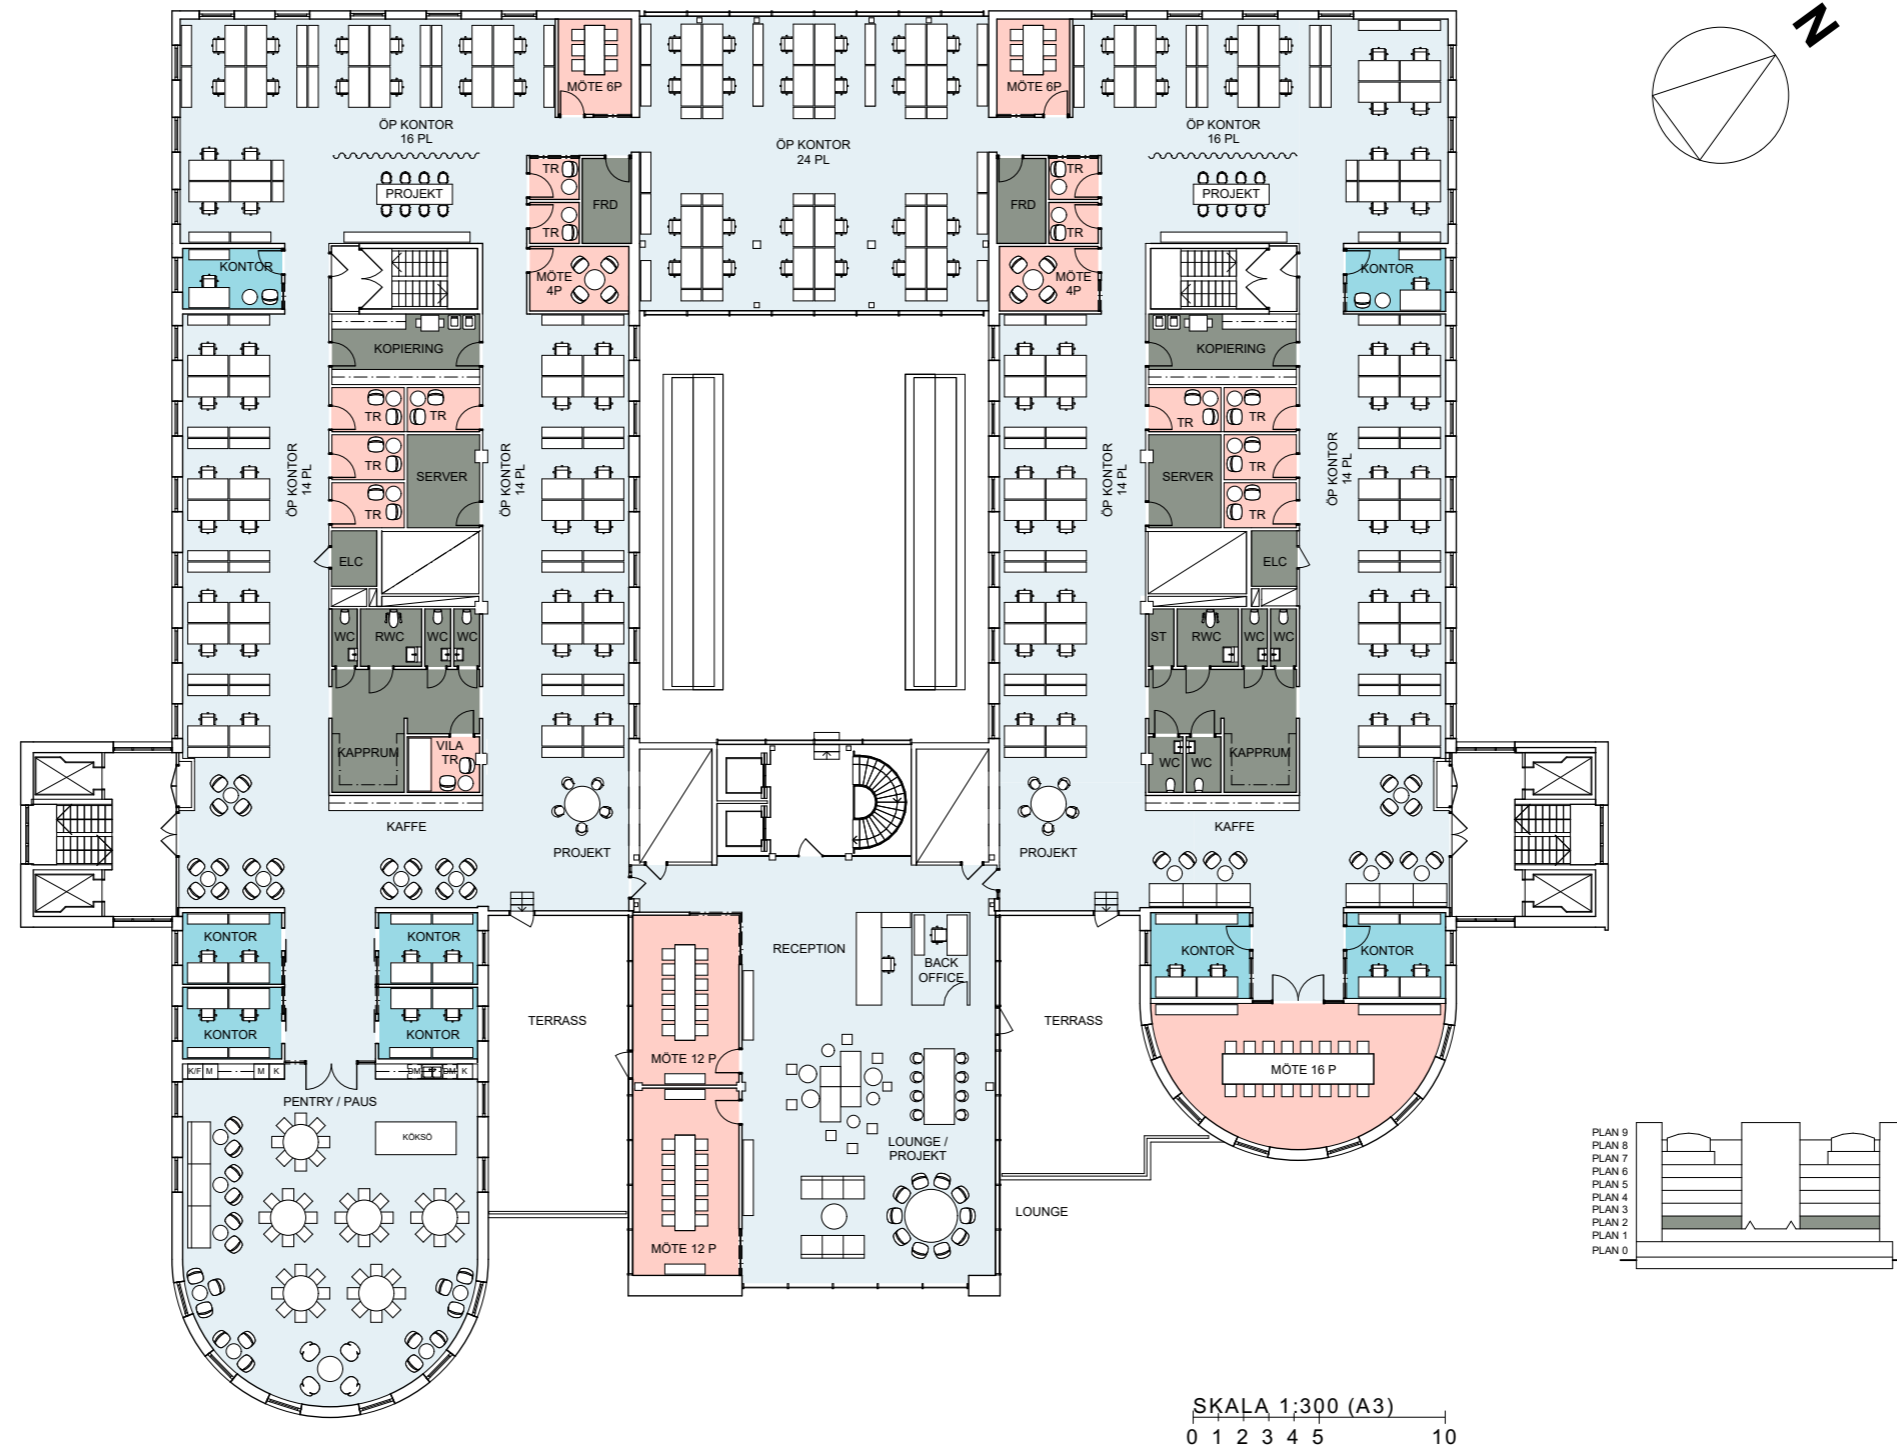 N
MÖTE 6P
MÖTE 6P
ÖP KONTOR
16 PL
ÖP KONTOR
24 PL
ÖP KONTOR
16 PL
PROJEKT
TR
FRD
TR
FRD
TR
TR
PROJEKT
KONTOR
MÖTE
4P
MÖTE
4P
KONTOR
KOPIERING
KOPIERING
TR
TR
TR
TR
ÖP KONTOR
14 PL
TR
SERVER
TR
ÖP KONTOR
14 PL
ÖP KONTOR
14 PL
SERVER
TR
TR
ÖP KONTOR
14 PL
ELC
ELC
WC
RWC
WC
WC
ST
RWC
WC
WC
KAPPRUM
VILA
TR
WC
WC
KAPPRUM
KAFFE
PROJEKT
PROJEKT
KAFFE
KONTOR
KONTOR
RECEPTION
BACK
OFFICE
KONTOR
KONTOR
KONTOR
KONTOR
TERRASS
TERRASS
MÖTE 12 P
MÖTE 16 P
K/F
M
M
K
DM
DM
K
PENTRY / PAUS
KÖKSÖ
LOUNGE /
PROJEKT
LOUNGE
MÖTE 12 P
PLAN 9
PLAN 8
PLAN 7
PLAN 6
PLAN 5
PLAN 4
PLAN 3
PLAN 2
PLAN 1
PLAN 0
SKALA 1:300 (A3)
0 1 2 3 4 5 10